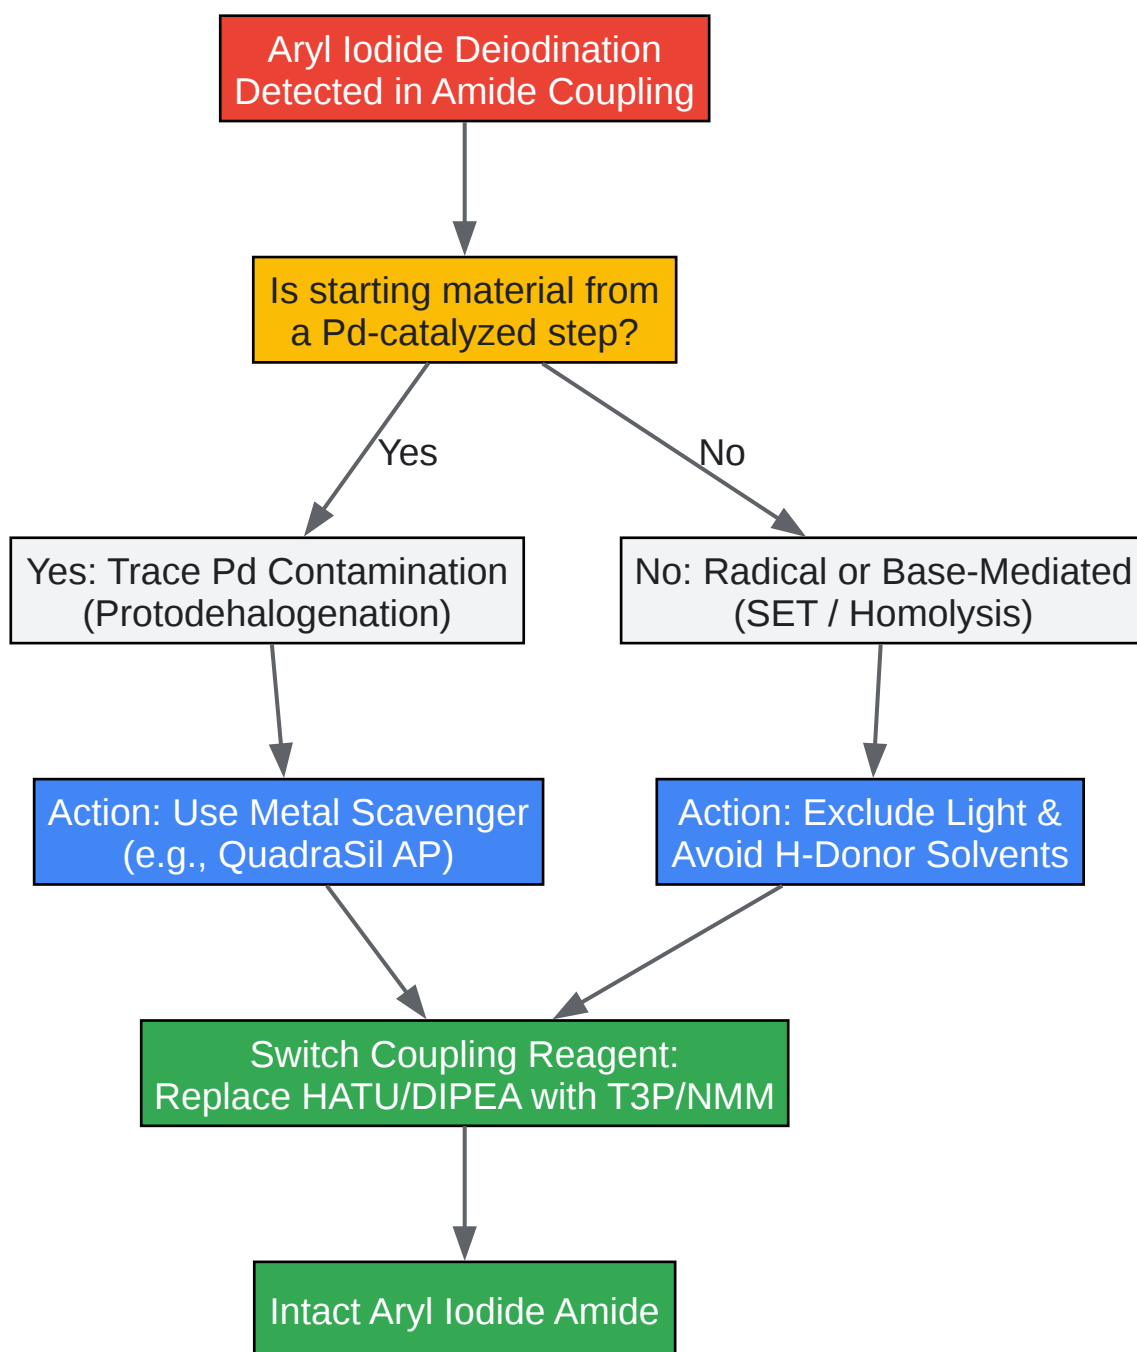 Aryl Iodide Deiodination
Detected in Amide Coupling
Is starting material from
a Pd-catalyzed step?
Yes
No
Yes: Trace Pd Contamination
(Protodehalogenation)
No: Radical or Base-Mediated
(SET / Homolysis)
Action: Use Metal Scavenger
(e.g., QuadraSil AP)
Action: Exclude Light &
Avoid H-Donor Solvents
Switch Coupling Reagent:
Replace HATU/DIPEA with T3P/NMM
Intact Aryl Iodide Amide